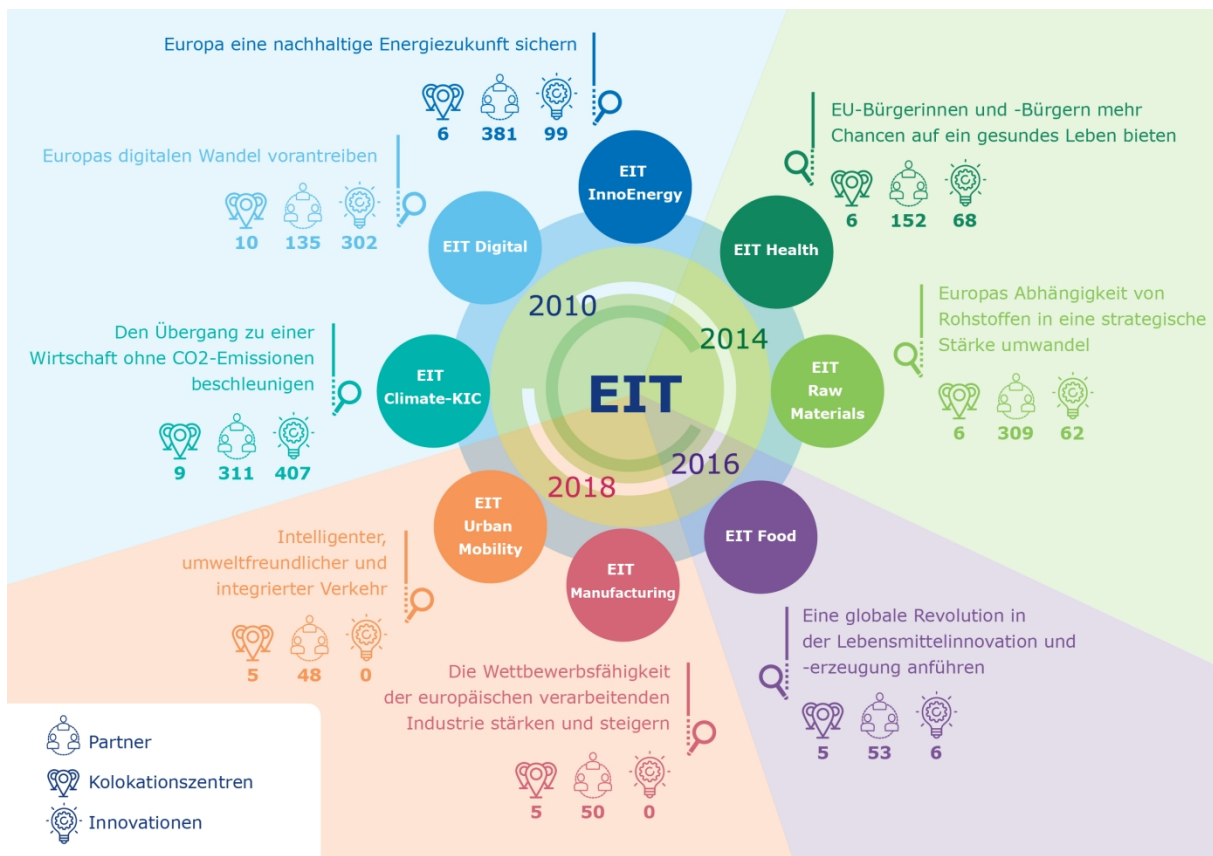 Europa eine nachhaltige Energiezukunft sichern
6 381 99
EIT
InnoEnergy
Europas digitalen Wandel vorantreiben
10 135 302
EIT Digital
EU-Bürgerinnen und -Bürgern mehr
Chancen auf ein gesundes Leben bieten
6 152 68
EIT Health
2010
2014
Den Übergang zu einer
Wirtschaft ohne CO2-Emissionen
beschleunigen
9 311 407
EIT
Climate-KIC
EIT
Europas Abhängigkeit von
Rohstoffen in eine strategische
Stärke umwandel
6 309 62
EIT
Raw
Materials
2018
2016
Intelligenter,
umweltfreundlicher und
integrierter Verkehr
5 48 0
EIT
Urban
Mobility
EIT
Manufacturing
Die Wettbewerbsfähigkeit
der europäischen verarbeitenden
Industrie stärken und steigern
5 50 0
EIT Food
Eine globale Revolution in
der Lebensmittelinnovation und
-erzeugung anführen
5 53 6
Partner
Kolokationszentren
Innovationen